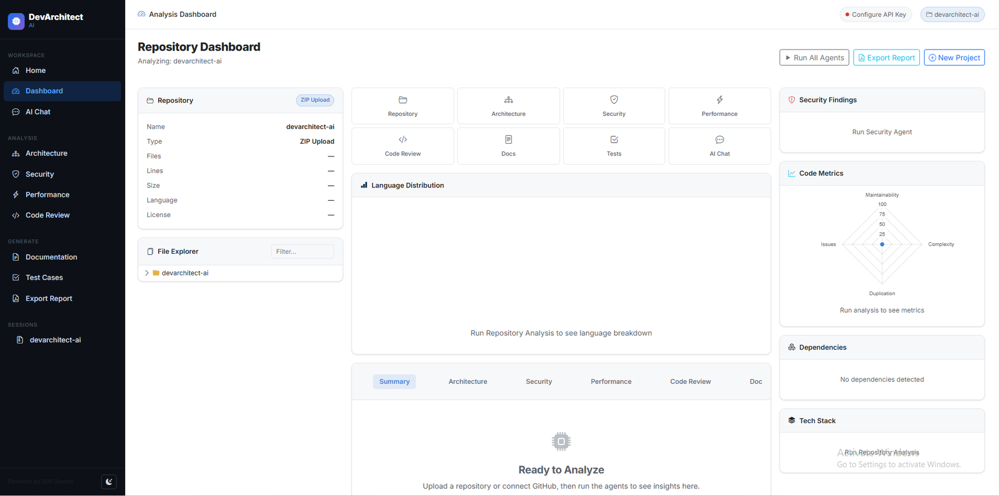 DevArchitect
AI
WORKSPACE
Home
Dashboard
AI Chat
ANALYSIS
Architecture
Security
Performance
Code Review
GENERATE
Documentation
Test Cases
Export Report
SESSIONS
devarchitect-ai
Powered by IBM Granite
Analysis Dashboard
Configure API Key
devarchitect-ai
Repository Dashboard
Analyzing: devarchitect-ai
Run All Agents
Export Report
New Project
Repository
ZIP Upload
Name devarchitect-ai
Type ZIP Upload
Files —
Lines —
Size —
Language —
License —
File Explorer
Filter...
devarchitect-ai
Repository
Architecture
Security
Performance
Code Review
Docs
Tests
AI Chat
Language Distribution
Run Repository Analysis to see language breakdown
Summary Architecture Security Performance Code Review Doc
Ready to Analyze
Upload a repository or connect GitHub, then run the agents to see insights here.
Security Findings
Run Security Agent
Code Metrics
Maintainability
100
75
50
25
Issues
Complexity
Duplication
Run analysis to see metrics
Dependencies
No dependencies detected
Tech Stack
Run Repository Analysis
Activate Windows
Go to Settings to activate Windows.